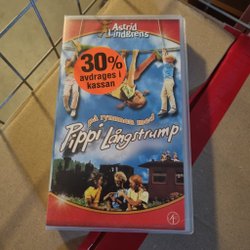 Astrid
Lindgrens
30%
avdrages i
kassan
på rymmen med
Pippi Långstrump